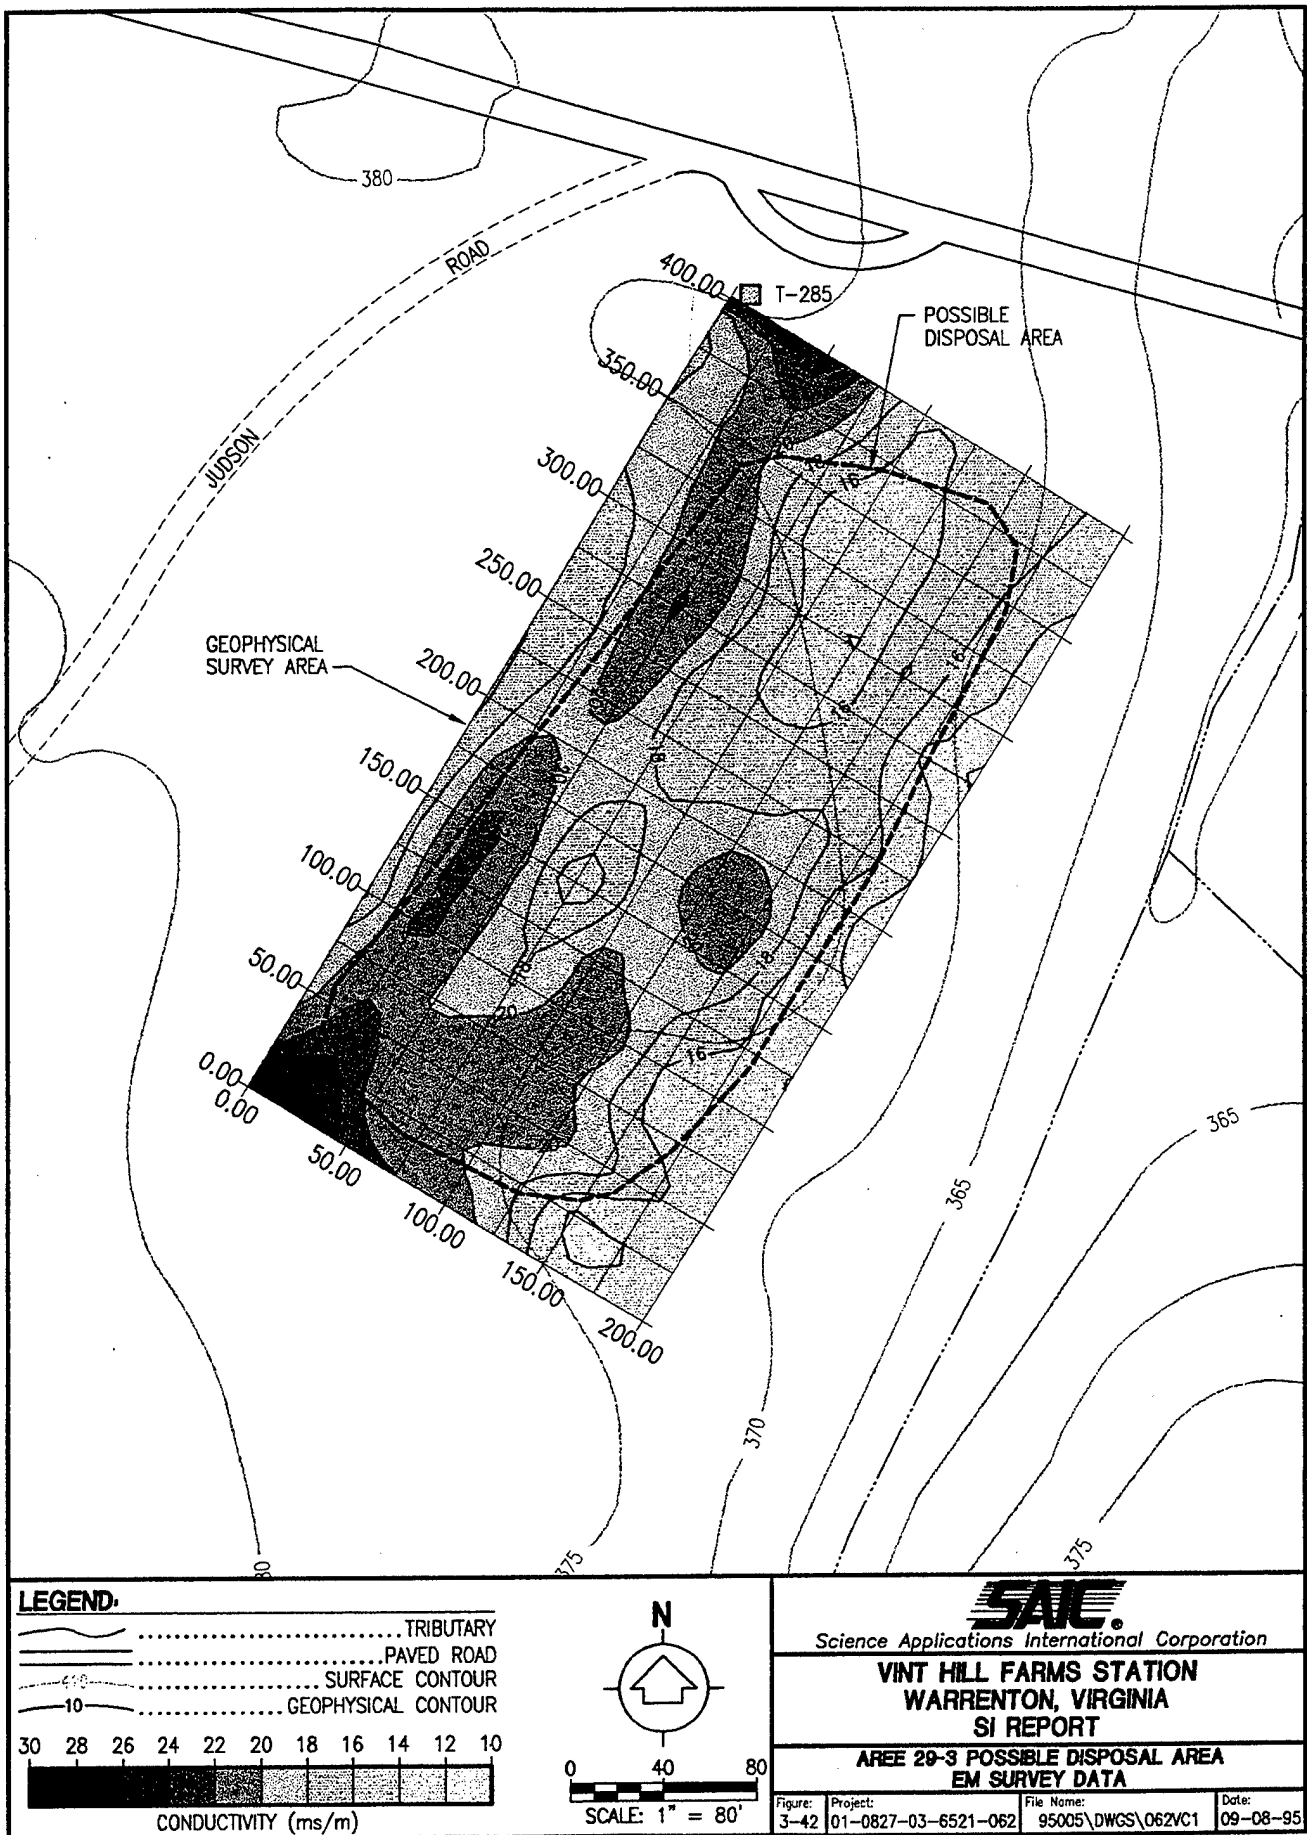 380
ROAD
JUDSON
T-285
POSSIBLE
DISPOSAL AREA
GEOPHYSICAL
SURVEY AREA
400.00
350.00
300.00
250.00
200.00
150.00
100.00
50.00
0.00
0.00
50.00
100.00
150.00
200.00
16
16
16
18
18
18
20
16
365
365
370
375
375
LEGEND:
TRIBUTARY
PAVED ROAD
SURFACE CONTOUR
10 GEOPHYSICAL CONTOUR
30 28 26 24 22 20 18 16 14 12 10
CONDUCTIVITY (ms/m)
N
0 40 80
SCALE: 1" = 80'
SAIC®
Science Applications International Corporation
VINT HILL FARMS STATION
WARRENTON, VIRGINIA
SI REPORT
AREE 29-3 POSSIBLE DISPOSAL AREA
EM SURVEY DATA
Figure: 3-42
Project: 01-0827-03-6521-062
File Name: 95005\DWGS\062VC1
Date: 09-08-95